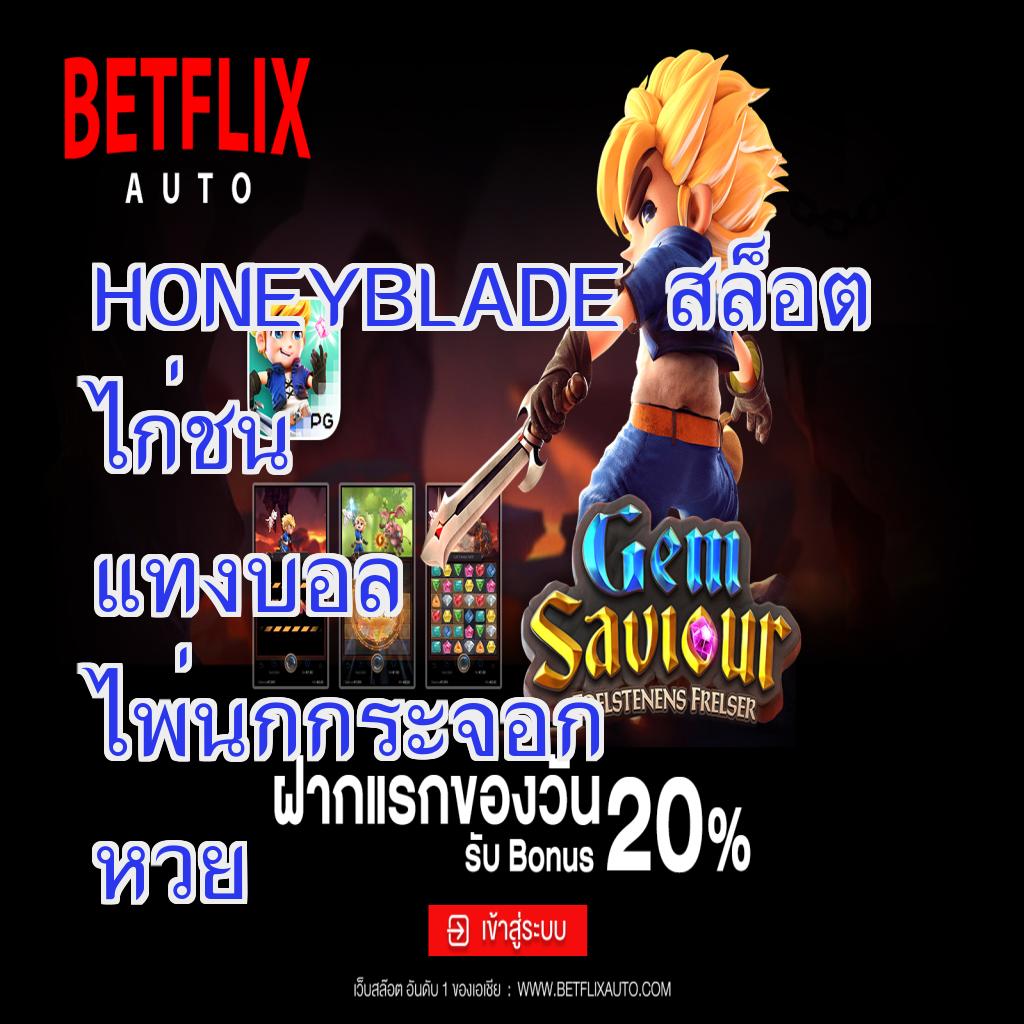 BETFLIX
AUTO
HONEYBLADE สล็อต
ไก่ชน
PG
แทงบอล
Gem
Saviour
ELSTENENS FRELSER
ไพ่นกกระจอก
ฝากแรกของวัน 20%
รับ Bonus
หวย
เข้าสู่ระบบ
เว็บสล๊อต อันดับ 1 ของเอเชีย : WWW.BETFLIXAUTO.COM